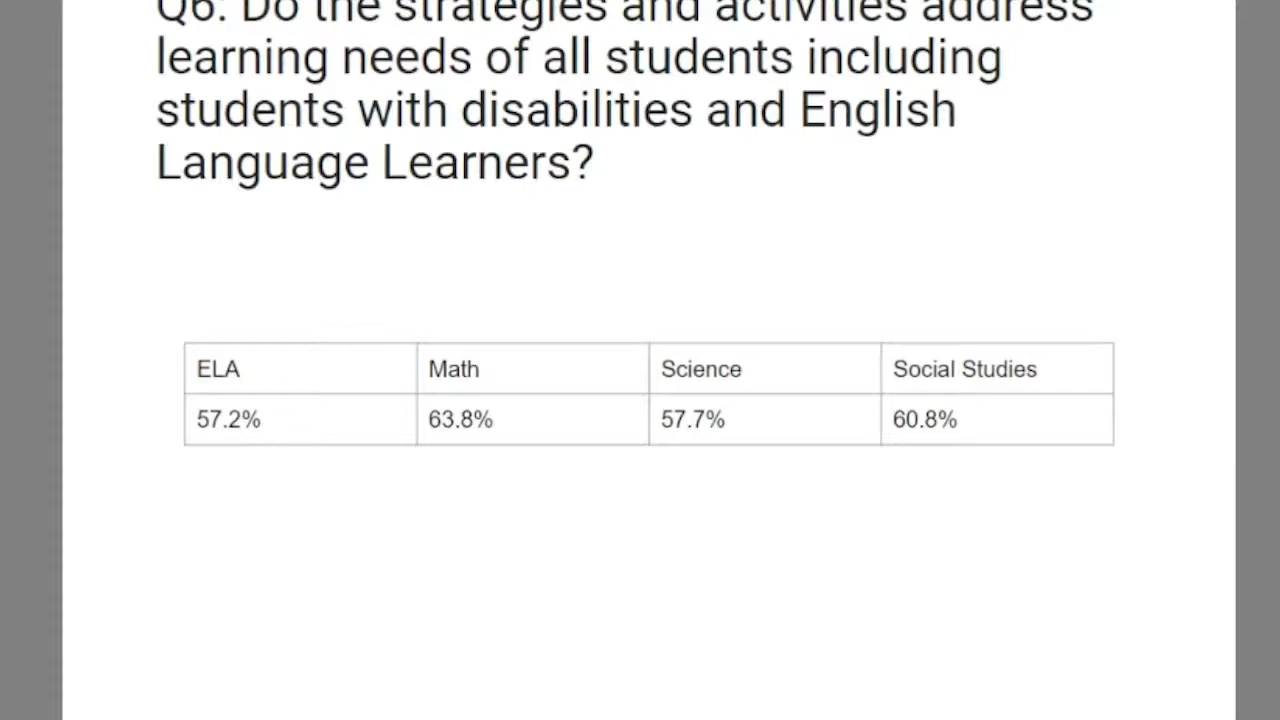 Q6: Do the strategies and activities address
learning needs of all students including
students with disabilities and English
Language Learners?
ELA Math Science Social Studies
57.2% 63.8% 57.7% 60.8%